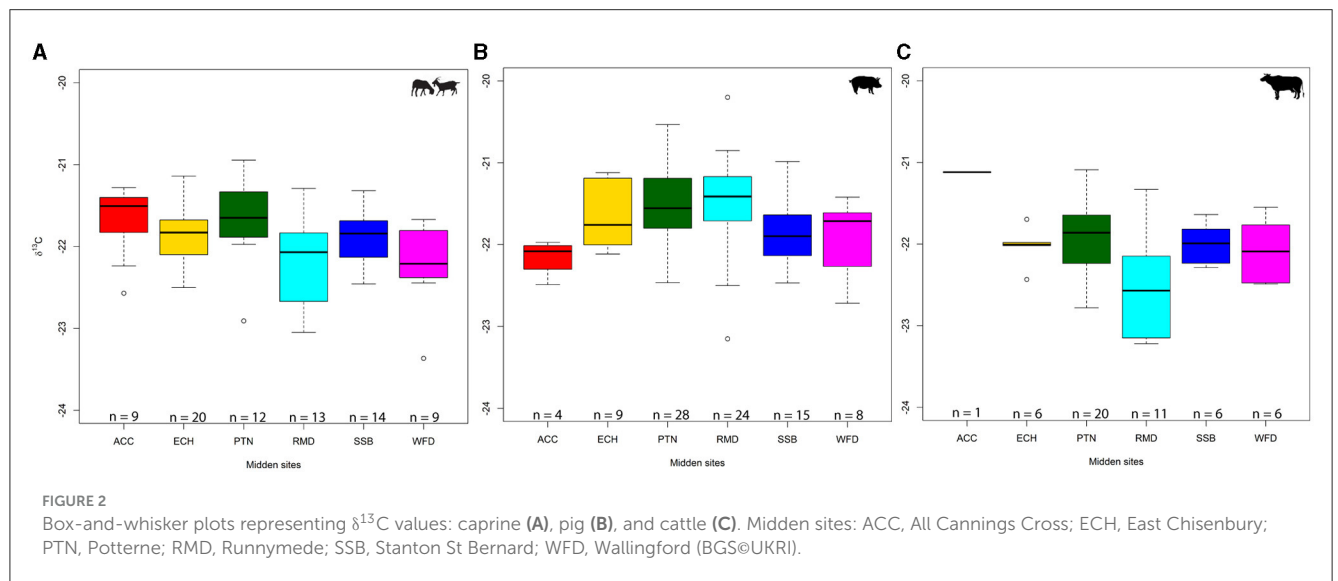 A
B
C
-20
-21
-22
-23
-24
δ13C
n = 9 n = 20 n = 12 n = 13 n = 14 n = 9
ACC ECH PTN RMD SSB WFD
Midden sites
-20
-21
-22
-23
-24
n = 4 n = 9 n = 28 n = 24 n = 15 n = 8
ACC ECH PTN RMD SSB WFD
Midden sites
-20
-21
-22
-23
-24
n = 1 n = 6 n = 20 n = 11 n = 6 n = 6
ACC ECH PTN RMD SSB WFD
Midden sites
FIGURE 2
Box-and-whisker plots representing δ13C values: caprine (A), pig (B), and cattle (C). Midden sites: ACC, All Cannings Cross; ECH, East Chisenbury;
PTN, Potterne; RMD, Runnymede; SSB, Stanton St Bernard; WFD, Wallingford (BGS©UKRI).